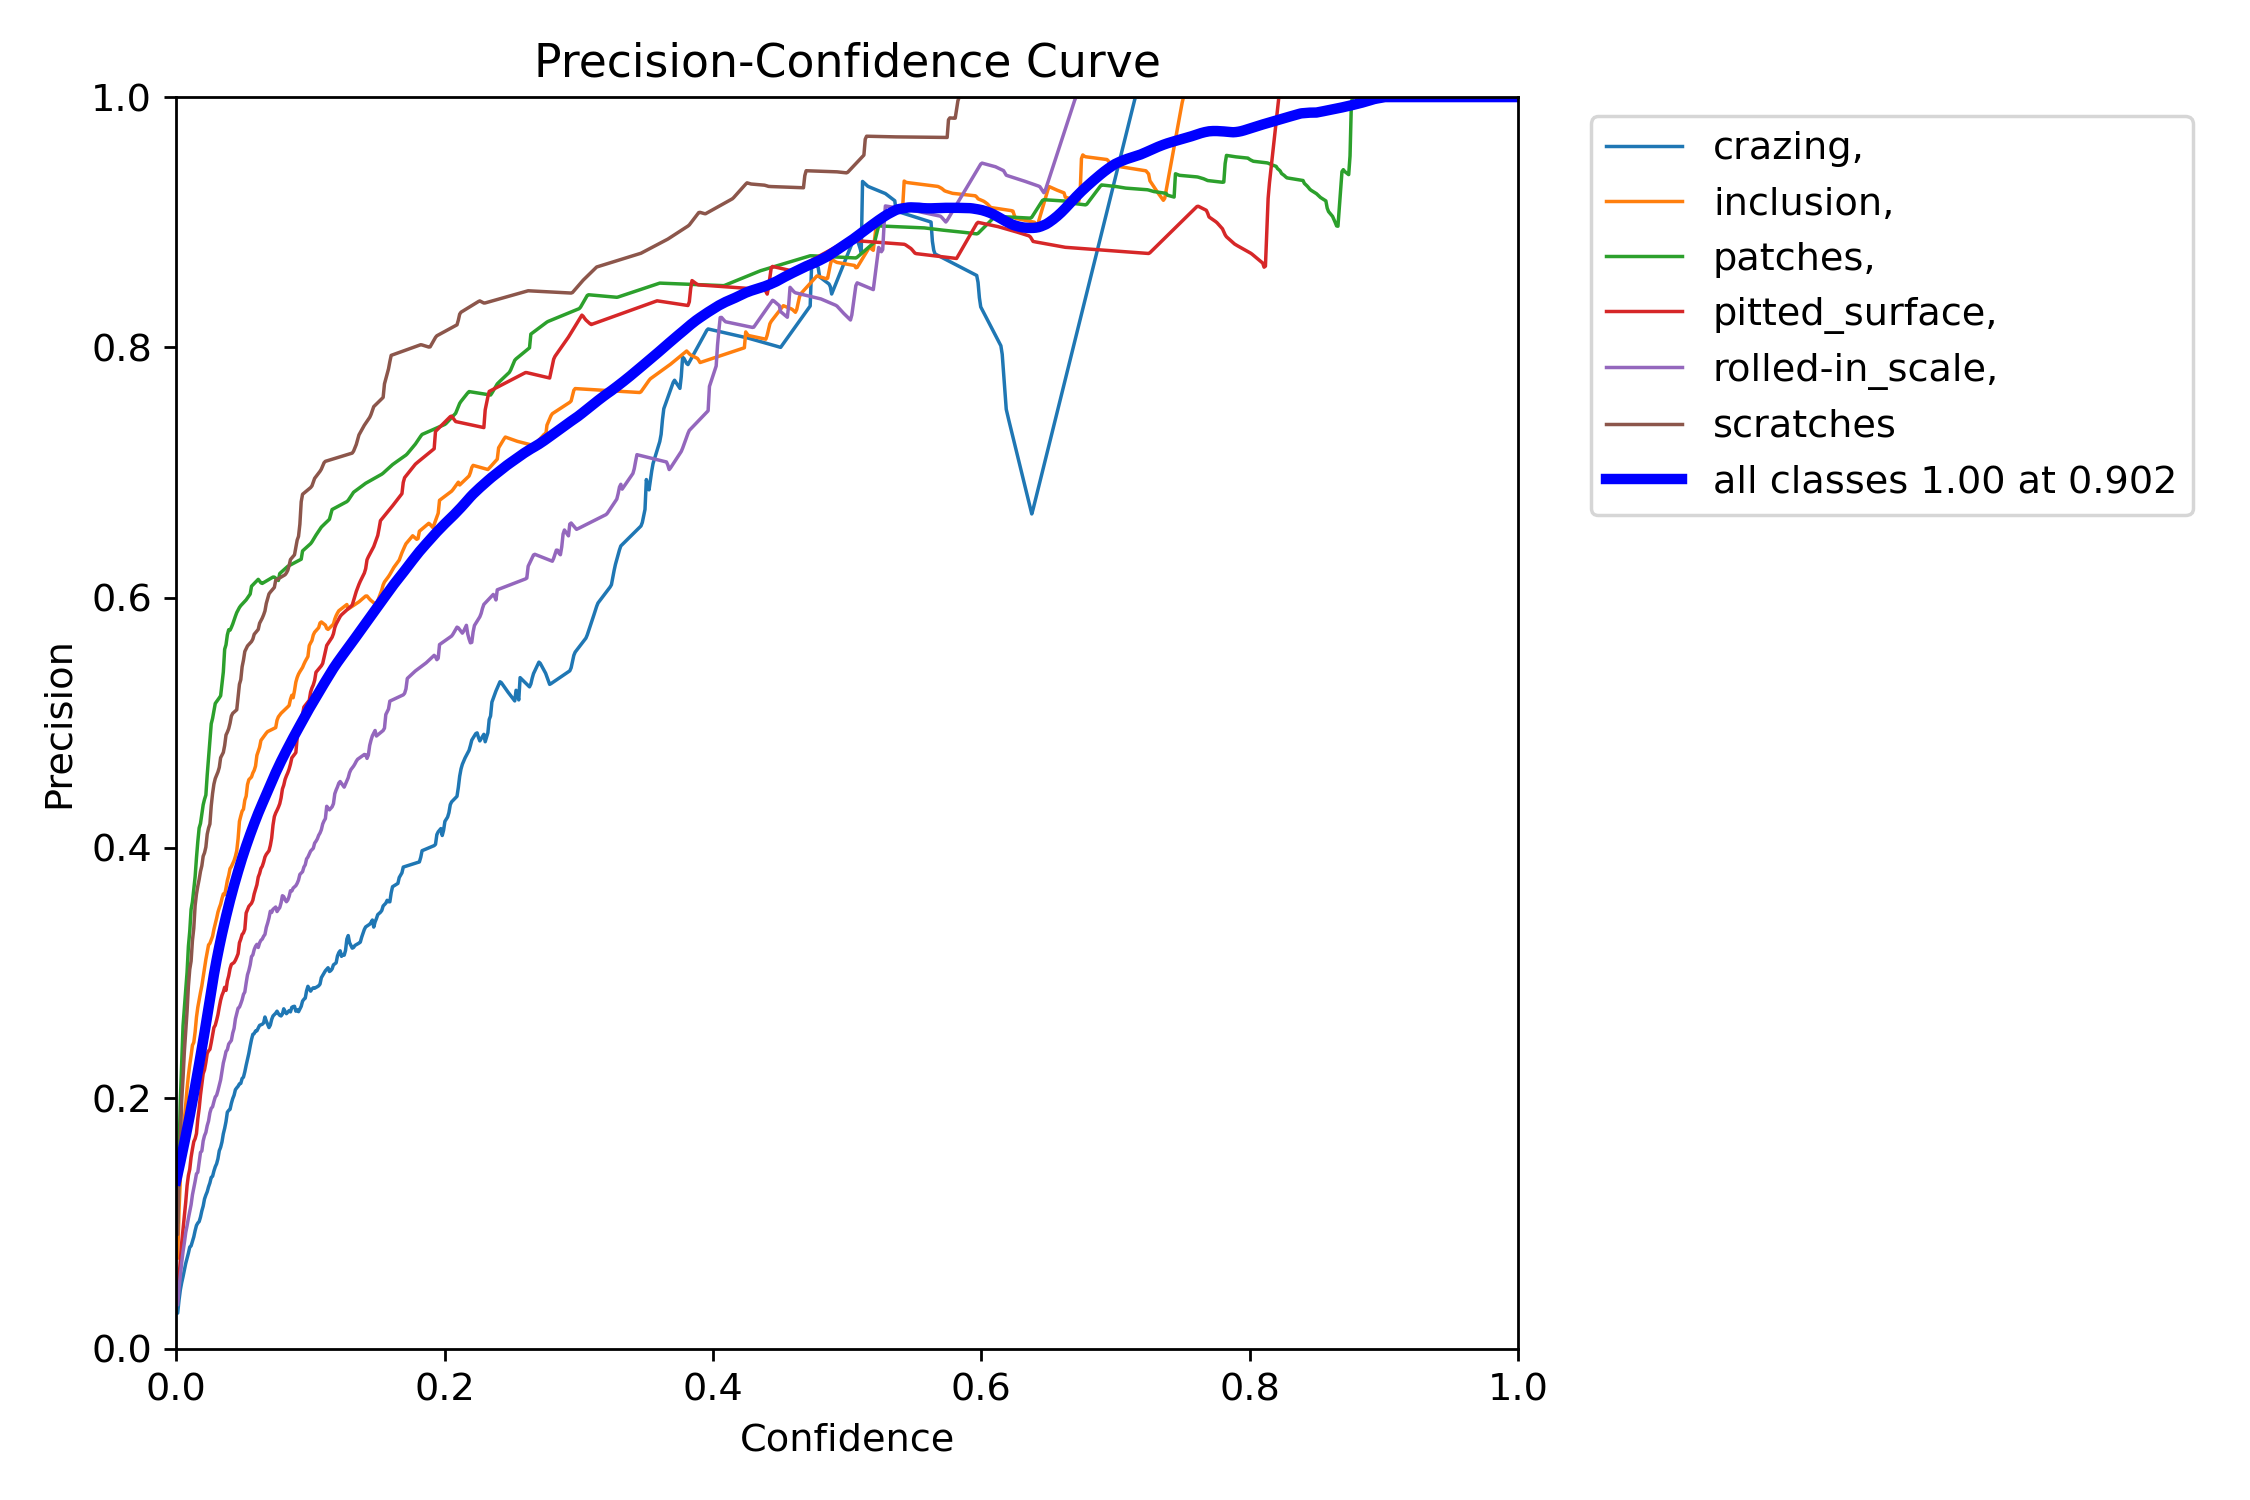 Precision-Confidence Curve
1.0
0.8
0.6
0.4
0.2
0.0
Precision
0.0 0.2 0.4 0.6 0.8 1.0
Confidence
crazing,
inclusion,
patches,
pitted_surface,
rolled-in_scale,
scratches
all classes 1.00 at 0.902